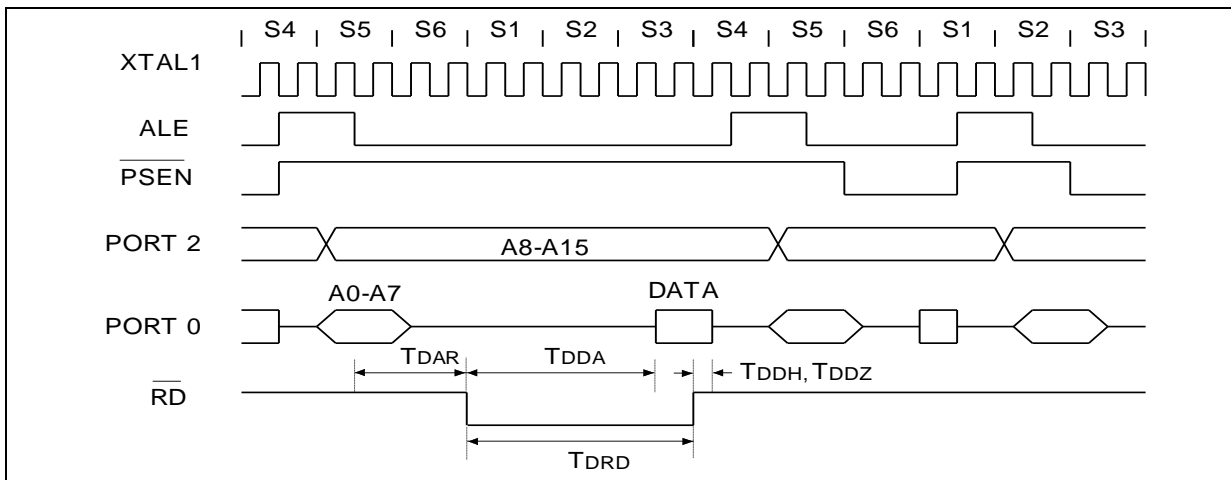 S4 S5 S6 S1 S2 S3 S4 S5 S6 S1 S2 S3
XTAL1
ALE
PSEN
PORT 2
A8-A15
A0-A7
DATA
PORT 0
TDAR
TDDA
TDDH, TDDZ
RD
TDRD